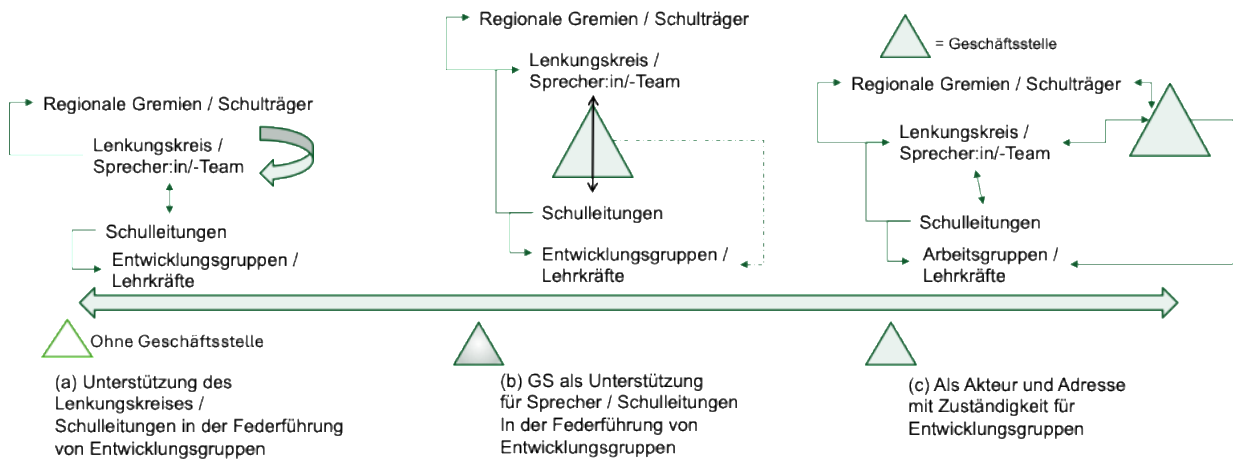 Regionale Gremien / Schulträger
Lenkungskreis /
Sprecher:in/-Team
Schulleitungen
Entwicklungsgruppen /
Lehrkräfte
Regionale Gremien / Schulträger
Lenkungskreis /
Sprecher:in/-Team
Schulleitungen
Entwicklungsgruppen /
Lehrkräfte
= Geschäftsstelle
Regionale Gremien / Schulträger
Lenkungskreis /
Sprecher:in/-Team
Schulleitungen
Arbeitsgruppen /
Lehrkräfte
Ohne Geschäftsstelle
(a) Unterstützung des
Lenkungskreises /
Schulleitungen in der Federführung
von Entwicklungsgruppen
(b) GS als Unterstützung
für Sprecher / Schulleitungen
In der Federführung von
Entwicklungsgruppen
(c) Als Akteur und Adresse
mit Zuständigkeit für
Entwicklungsgruppen